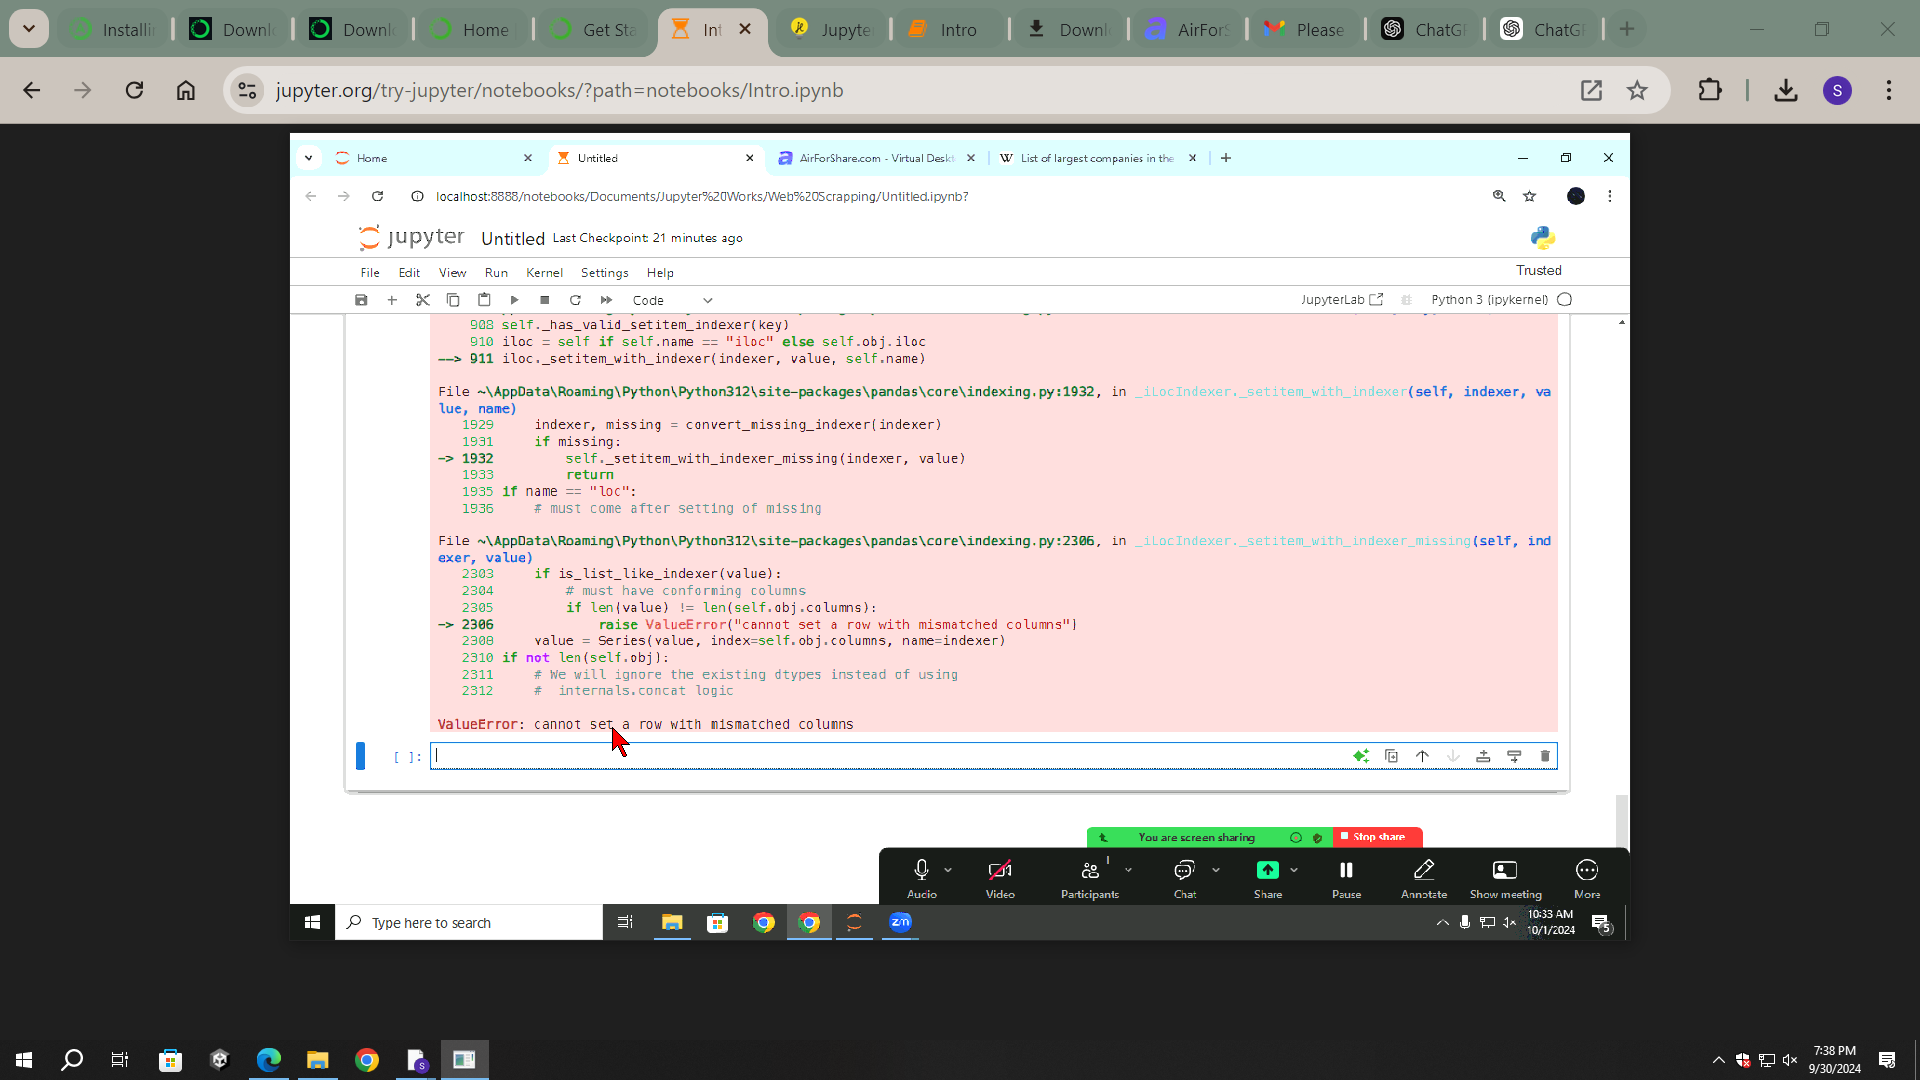 Installi
Downl
Downl
Home
Get Sta
Int
Jupyte
Intro
Downl
AirForS
Please
ChatGP
ChatGP
jupyter.org/try-jupyter/notebooks/?path=notebooks/Intro.ipynb
S
Home
Untitled
AirForShare.com - Virtual Deskt
W List of largest companies in the
localhost:8888/notebooks/Documents/Jupyter%20Works/Web%20Scrapping/Untitled.ipynb?
jupyter Untitled Last Checkpoint: 21 minutes ago
File Edit View Run Kernel Settings Help
Trusted
Code
JupyterLab
Python 3 (ipykernel)
908 self._has_valid_setitem_indexer(key)
910 iloc = self if self.name == "iloc" else self.obj.iloc
--> 911 iloc._setitem_with_indexer(indexer, value, self.name)
File ~\AppData\Roaming\Python\Python312\site-packages\pandas\core\indexing.py:1932, in _iLocIndexer._setitem_with_indexer(self, indexer, va
lue, name)
1929 indexer, missing = convert_missing_indexer(indexer)
1931 if missing:
-> 1932 self._setitem_with_indexer_missing(indexer, value)
1933 return
1935 if name == "loc":
1936 # must come after setting of missing
File ~\AppData\Roaming\Python\Python312\site-packages\pandas\core\indexing.py:2306, in _iLocIndexer._setitem_with_indexer_missing(self, ind
exer, value)
2303 if is_list_like_indexer(value):
2304 # must have conforming columns
2305 if len(value) != len(self.obj.columns):
-> 2306 raise ValueError("cannot set a row with mismatched columns")
2308 value = Series(value, index=self.obj.columns, name=indexer)
2310 if not len(self.obj):
2311 # We will ignore the existing dtypes instead of using
2312 # internals.concat logic
ValueError: cannot set a row with mismatched columns
[ ]:
You are screen sharing
Stop share
1
Audio
Video
Participants
Chat
Share
Pause
Annotate
Show meeting
More
Type here to search
zm
10:33 AM
10/1/2024
5
7:38 PM
9/30/2024